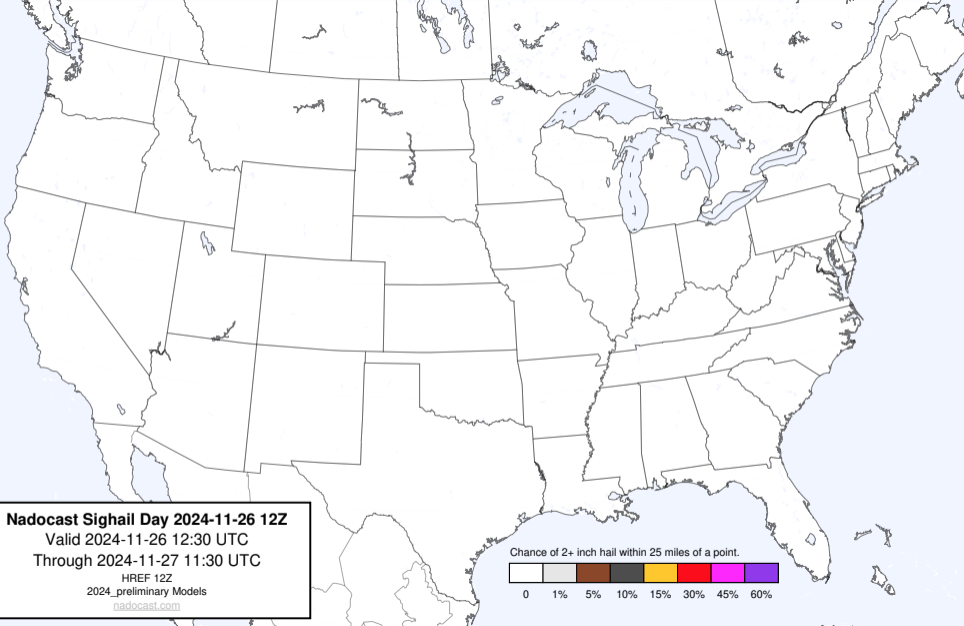 Nadocast Sighail Day 2024-11-26 12Z
Valid 2024-11-26 12:30 UTC
Through 2024-11-27 11:30 UTC
HREF 12Z
2024_preliminary Models
nadocast.com
Chance of 2+ inch hail within 25 miles of a point.
0 1% 5% 10% 15% 30% 45% 60%